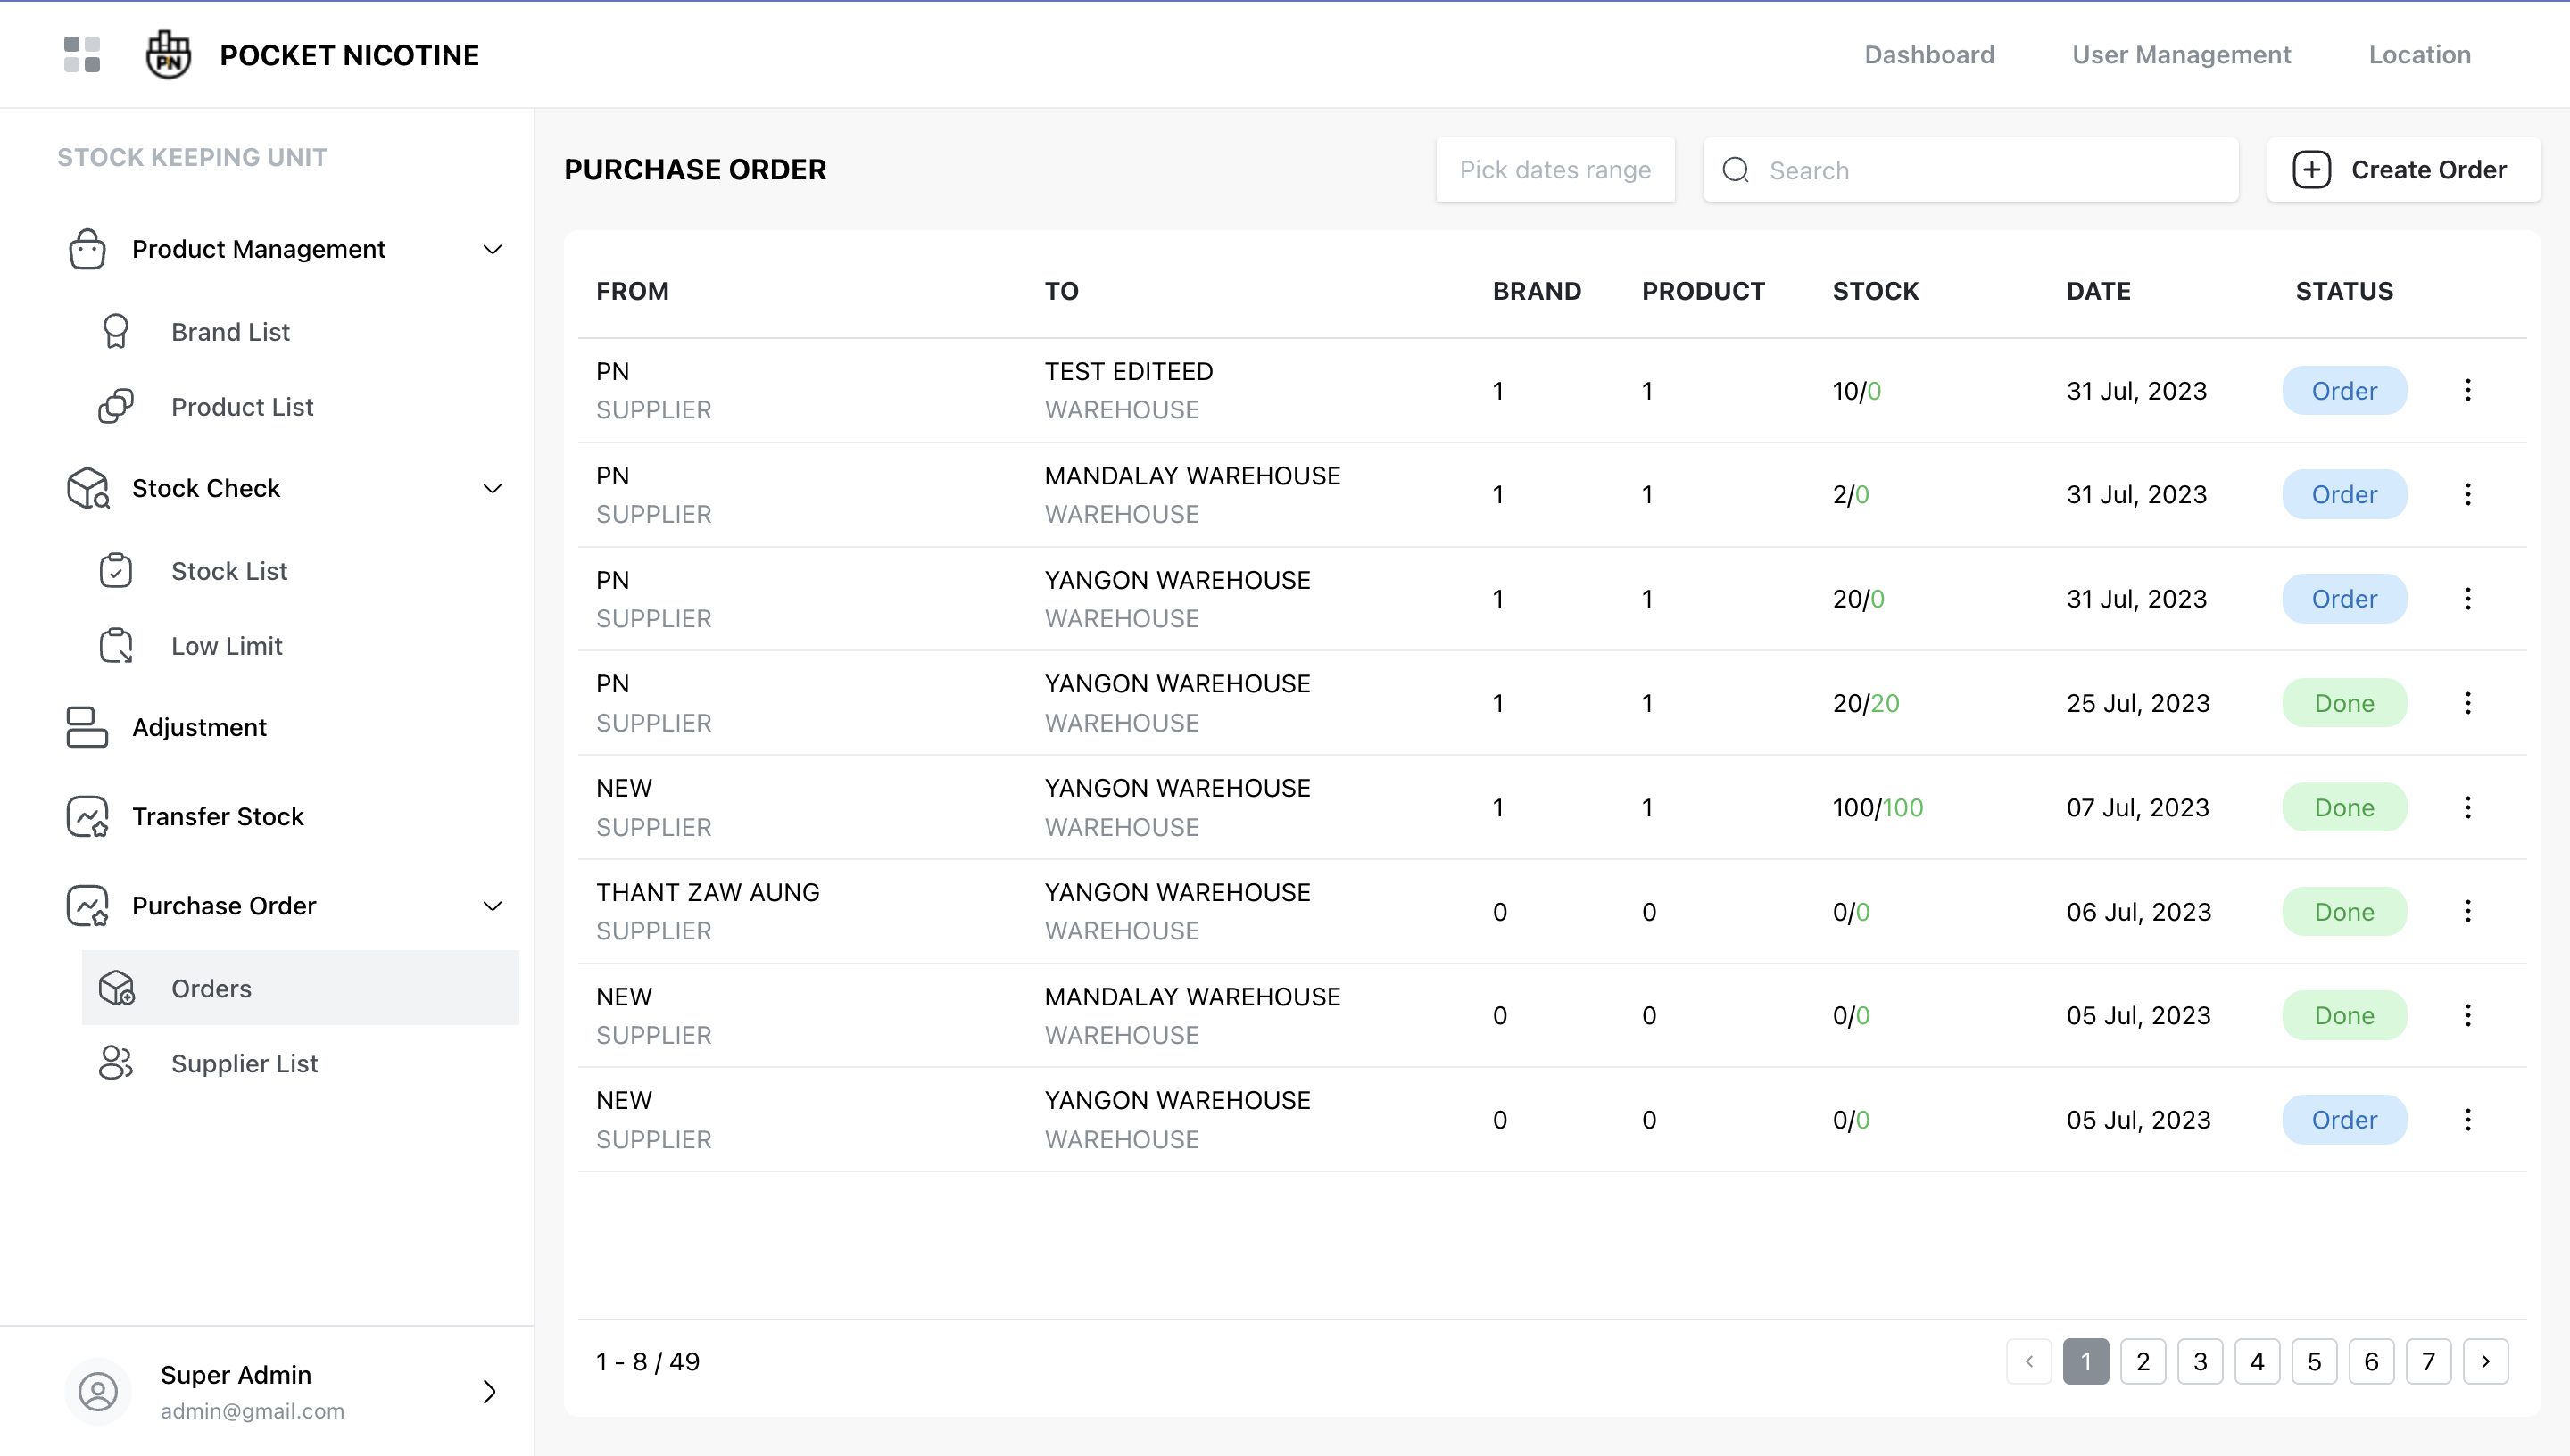 PN POCKET NICOTINE
Dashboard
User Management
Location
STOCK KEEPING UNIT
Product Management
Brand List
Product List
Stock Check
Stock List
Low Limit
Adjustment
Transfer Stock
Purchase Order
Orders
Supplier List
Super Admin
admin@gmail.com
PURCHASE ORDER
Pick dates range
Search
Create Order
FROM TO BRAND PRODUCT STOCK DATE STATUS
PN TEST EDITEED
SUPPLIER WAREHOUSE
1 1 10/0 31 Jul, 2023 Order
PN MANDALAY WAREHOUSE
SUPPLIER WAREHOUSE
1 1 2/0 31 Jul, 2023 Order
PN YANGON WAREHOUSE
SUPPLIER WAREHOUSE
1 1 20/0 31 Jul, 2023 Order
PN YANGON WAREHOUSE
SUPPLIER WAREHOUSE
1 1 20/20 25 Jul, 2023 Done
NEW YANGON WAREHOUSE
SUPPLIER WAREHOUSE
1 1 100/100 07 Jul, 2023 Done
THANT ZAW AUNG YANGON WAREHOUSE
SUPPLIER WAREHOUSE
0 0 0/0 06 Jul, 2023 Done
NEW MANDALAY WAREHOUSE
SUPPLIER WAREHOUSE
0 0 0/0 05 Jul, 2023 Done
NEW YANGON WAREHOUSE
SUPPLIER WAREHOUSE
0 0 0/0 05 Jul, 2023 Order
1 - 8 / 49
1 2 3 4 5 6 7